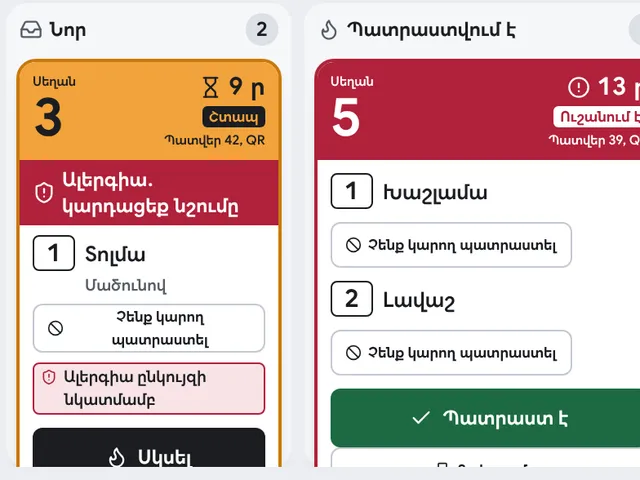 Նոր
2
Սեղան
3
9 ր
Շտապ
Պատվեր 42, QR
Ալերգիա.
կարդացեք նշումը
1 Տոլմա
Մածունով
Չենք կարող
պատրաստել
Ալերգիա ընկույզի
նկատմամբ
Սկսել
Պատրաստվում է
Սեղան
5
13
Ուշանում է
Պատվեր 39,
1 Խաշլամա
Չենք կարող պատրաստել
2 Լավաշ
Չենք կարող պատրաստել
Պատրաստ է